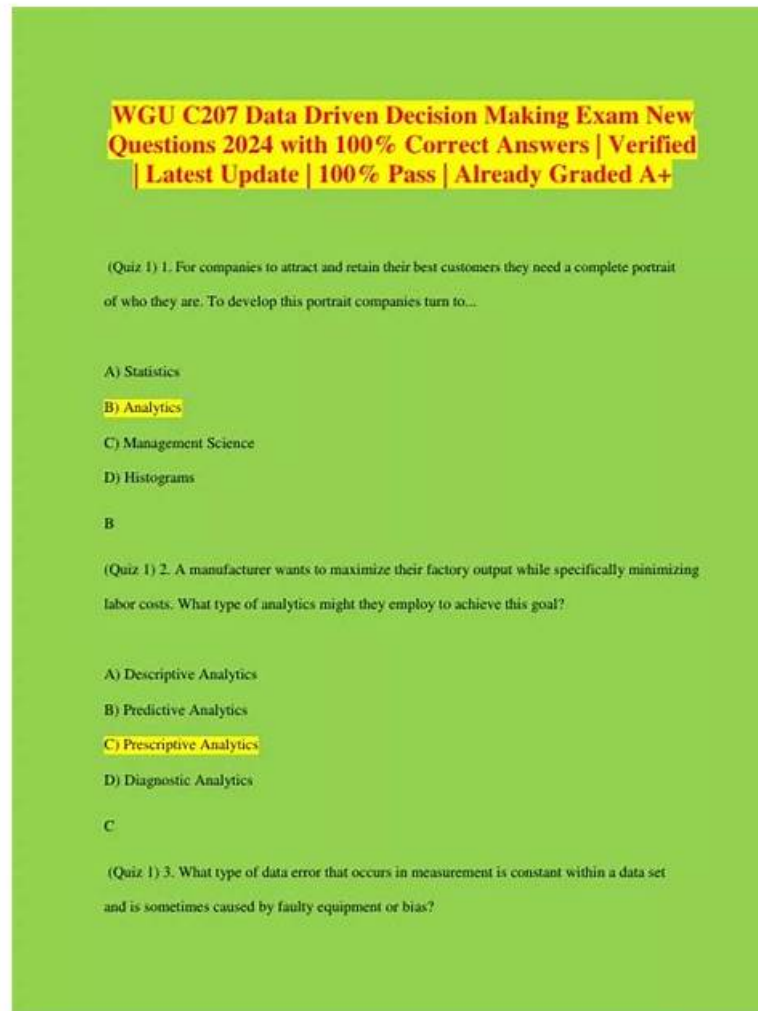 WGU C207 Data Driven Decision Making Exam New
Questions 2024 with 100% Correct Answers | Verified
| Latest Update | 100% Pass | Already Graded A+
(Quiz 1) 1. For companies to attract and retain their best customers they need a complete portrait
of who they are. To develop this portrait companies turn to...
A) Statistics
B) Analytics
C) Management Science
D) Histograms
B
(Quiz 1) 2. A manufacturer wants to maximize their factory output while specifically minimizing
labor costs. What type of analytics might they employ to achieve this goal?
A) Descriptive Analytics
B) Predictive Analytics
C) Prescriptive Analytics
D) Diagnostic Analytics
C
(Quiz 1) 3. What type of data error that occurs in measurement is constant within a data set
and is sometimes caused by faulty equipment or bias?